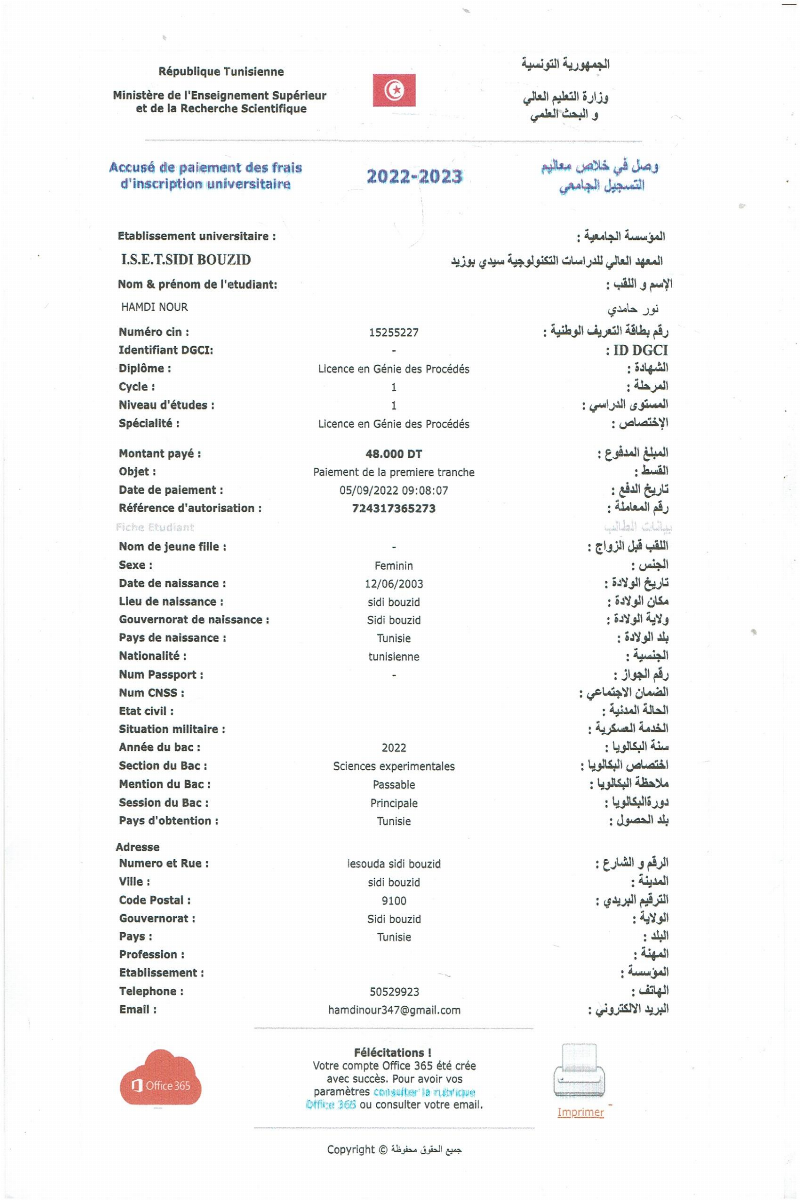 République Tunisienne
الجمهورية التونسية
Ministère de l'Enseignement Supérieur
et de la Recherche Scientifique
وزارة التعليم العالي
و البحث العلمي
Accusé de paiement des frais
d'inscription universitaire
2022-2023
وصل في خلاص معاليم
التسجيل الجامعي
Etablissement universitaire : المؤسسة الجامعية :
I.S.E.T.SIDI BOUZID المعهد العالي للدراسات التكنولوجية سيدي بوزيد
Nom & prénom de l'etudiant: الإسم و اللقب :
HAMDI NOUR نور حامدي
Numéro cin : 15255227 رقم بطاقة التعريف الوطنية :
Identifiant DGCI: - ID DGCI :
Diplôme : Licence en Génie des Procédés الشهادة :
Cycle : 1 المرحلة :
Niveau d'études : 1 المستوى الدراسي :
Spécialité : Licence en Génie des Procédés الإختصاص :
Montant payé : 48.000 DT المبلغ المدفوع :
Objet : Paiement de la premiere tranche القسط :
Date de paiement : 05/09/2022 09:08:07 تاريخ الدفع :
Référence d'autorisation : 724317365273 رقم المعاملة :
Fiche Etudiant بيانات الطالب
Nom de jeune fille : - اللقب قبل الزواج :
Sexe : Feminin الجنس :
Date de naissance : 12/06/2003 تاريخ الولادة :
Lieu de naissance : sidi bouzid مكان الولادة :
Gouvernorat de naissance : Sidi bouzid ولاية الولادة :
Pays de naissance : Tunisie بلد الولادة :
Nationalité : tunisienne الجنسية :
Num Passport : - رقم الجواز :
Num CNSS : الضمان الاجتماعي :
Etat civil : الحالة المدنية :
Situation militaire : الخدمة العسكرية :
Année du bac : 2022 سنة البكالويا :
Section du Bac : Sciences experimentales اختصاص البكالويا :
Mention du Bac : Passable ملاحظة البكالويا :
Session du Bac : Principale دورةالبكالويا :
Pays d'obtention : Tunisie بلد الحصول :
Adresse
Numero et Rue : lesouda sidi bouzid الرقم و الشارع :
Ville : sidi bouzid المدينة :
Code Postal : 9100 الترقيم البريدي :
Gouvernorat : Sidi bouzid الولاية :
Pays : Tunisie البلد :
Profession : المهنة :
Etablissement : المؤسسة :
Telephone : 50529923 الهاتف :
Email : hamdinour347@gmail.com البريد الالكتروني :
Office 365
Félécitations !
Votre compte Office 365 été crée
avec succès. Pour avoir vos
paramètres consulter la rubrique
Office 365 ou consulter votre email.
Imprimer
Copyright © جميع الحقوق محفوظة